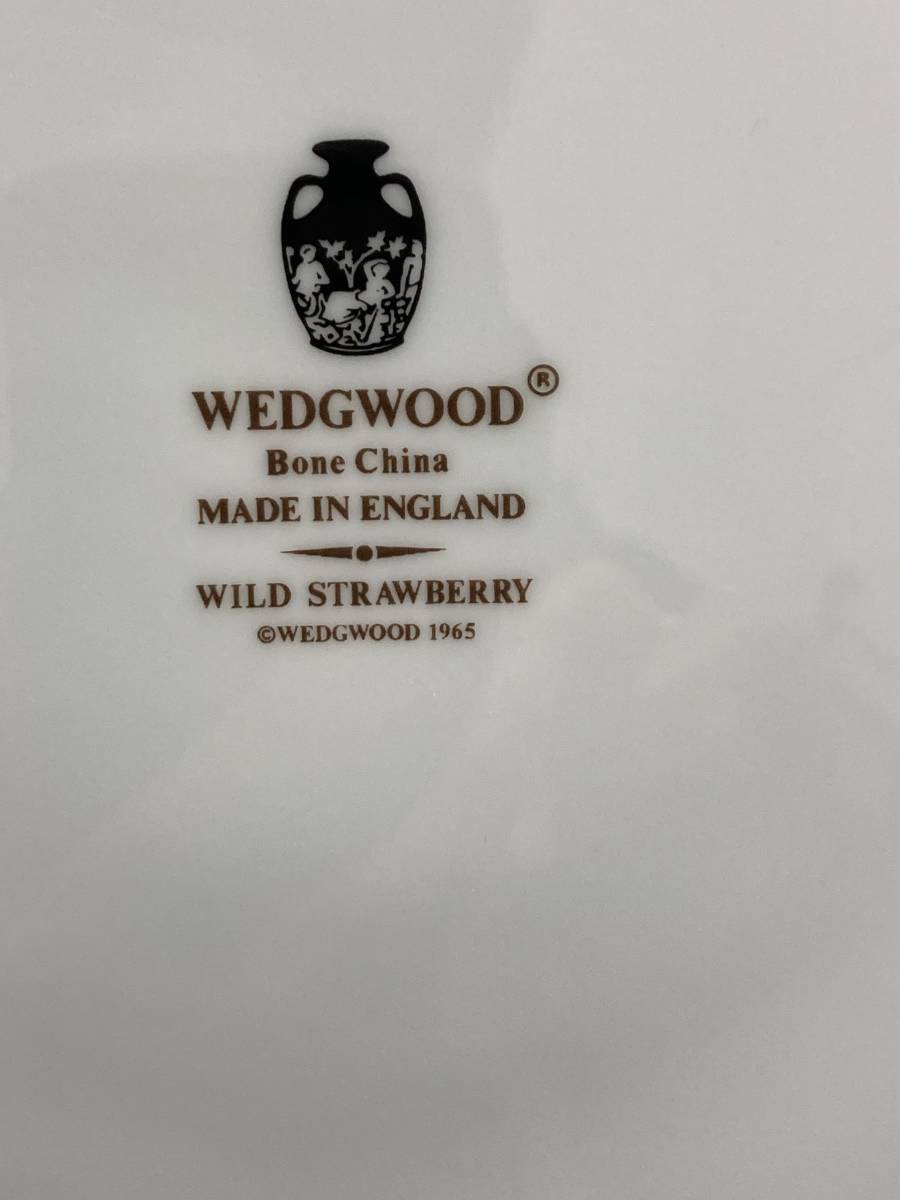 WEDGWOOD®
Bone China
MADE IN ENGLAND
WILD STRAWBERRY
©WEDGWOOD 1965